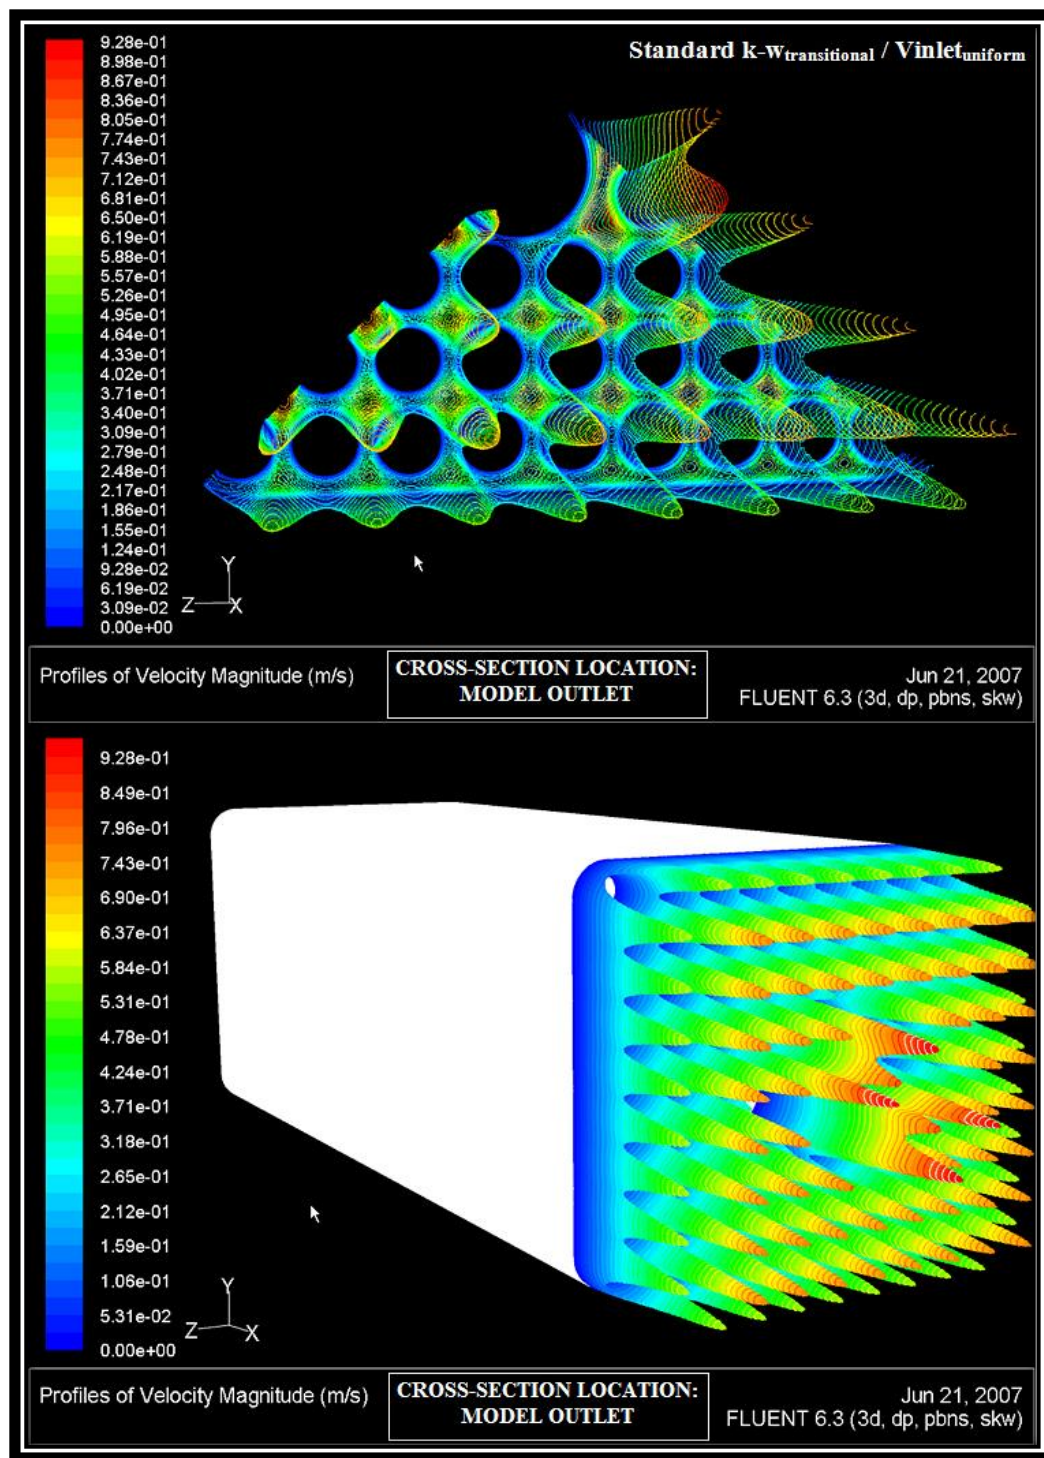 Standard k-wtransitional / Vinletuniform
9.28e-01
8.98e-01
8.67e-01
8.36e-01
8.05e-01
7.74e-01
7.43e-01
7.12e-01
6.81e-01
6.50e-01
6.19e-01
5.88e-01
5.57e-01
5.26e-01
4.95e-01
4.64e-01
4.33e-01
4.02e-01
3.71e-01
3.40e-01
3.09e-01
2.79e-01
2.48e-01
2.17e-01
1.86e-01
1.55e-01
1.24e-01
9.28e-02
6.19e-02
3.09e-02
0.00e+00
Y
Z X
Profiles of Velocity Magnitude (m/s)
CROSS-SECTION LOCATION:
MODEL OUTLET
Jun 21, 2007
FLUENT 6.3 (3d, dp, pbns, skw)
9.28e-01
8.49e-01
7.96e-01
7.43e-01
6.90e-01
6.37e-01
5.84e-01
5.31e-01
4.78e-01
4.24e-01
3.71e-01
3.18e-01
2.65e-01
2.12e-01
1.59e-01
1.06e-01
5.31e-02
0.00e+00
Y
Z X
Profiles of Velocity Magnitude (m/s)
CROSS-SECTION LOCATION:
MODEL OUTLET
Jun 21, 2007
FLUENT 6.3 (3d, dp, pbns, skw)